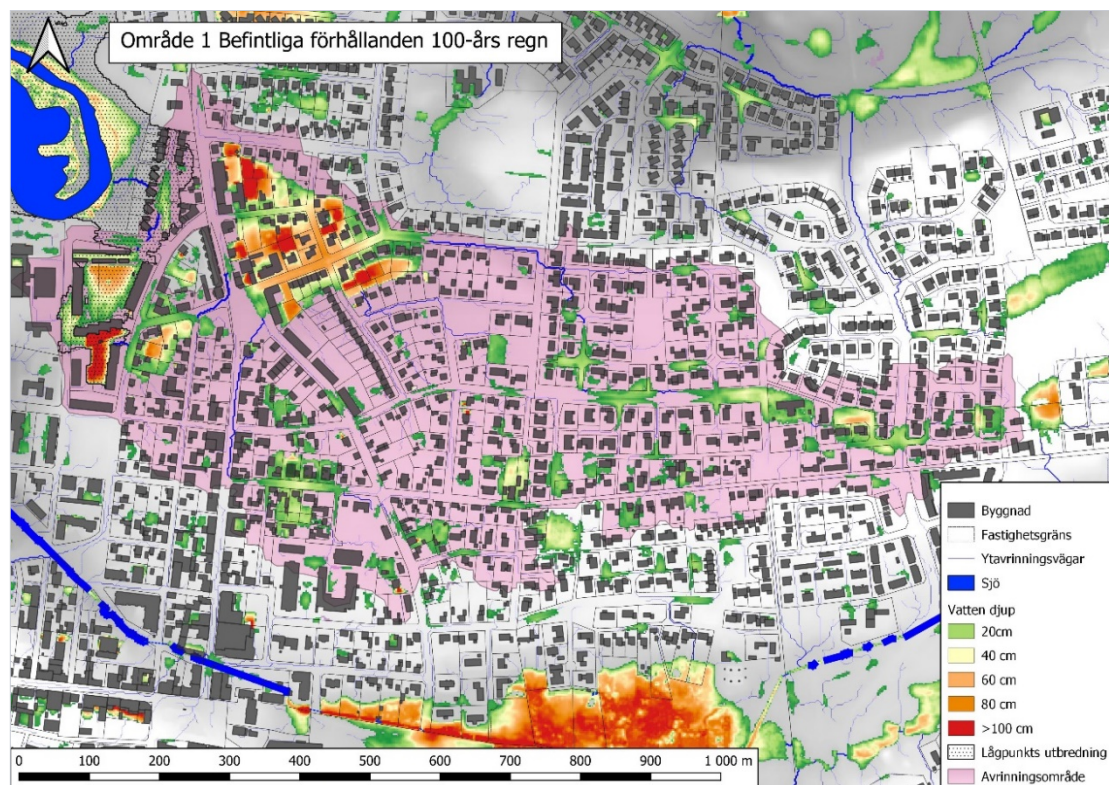 Område 1 Befintliga förhållanden 100-års regn
Byggnad
Fastighetsgräns
Ytavrinningsvägar
Sjö
Vatten djup
20cm
40 cm
60 cm
80 cm
>100 cm
Lågpunkts utbredning
Avrinningsområde
0 100 200 300 400 500 600 700 800 900 1 000 m